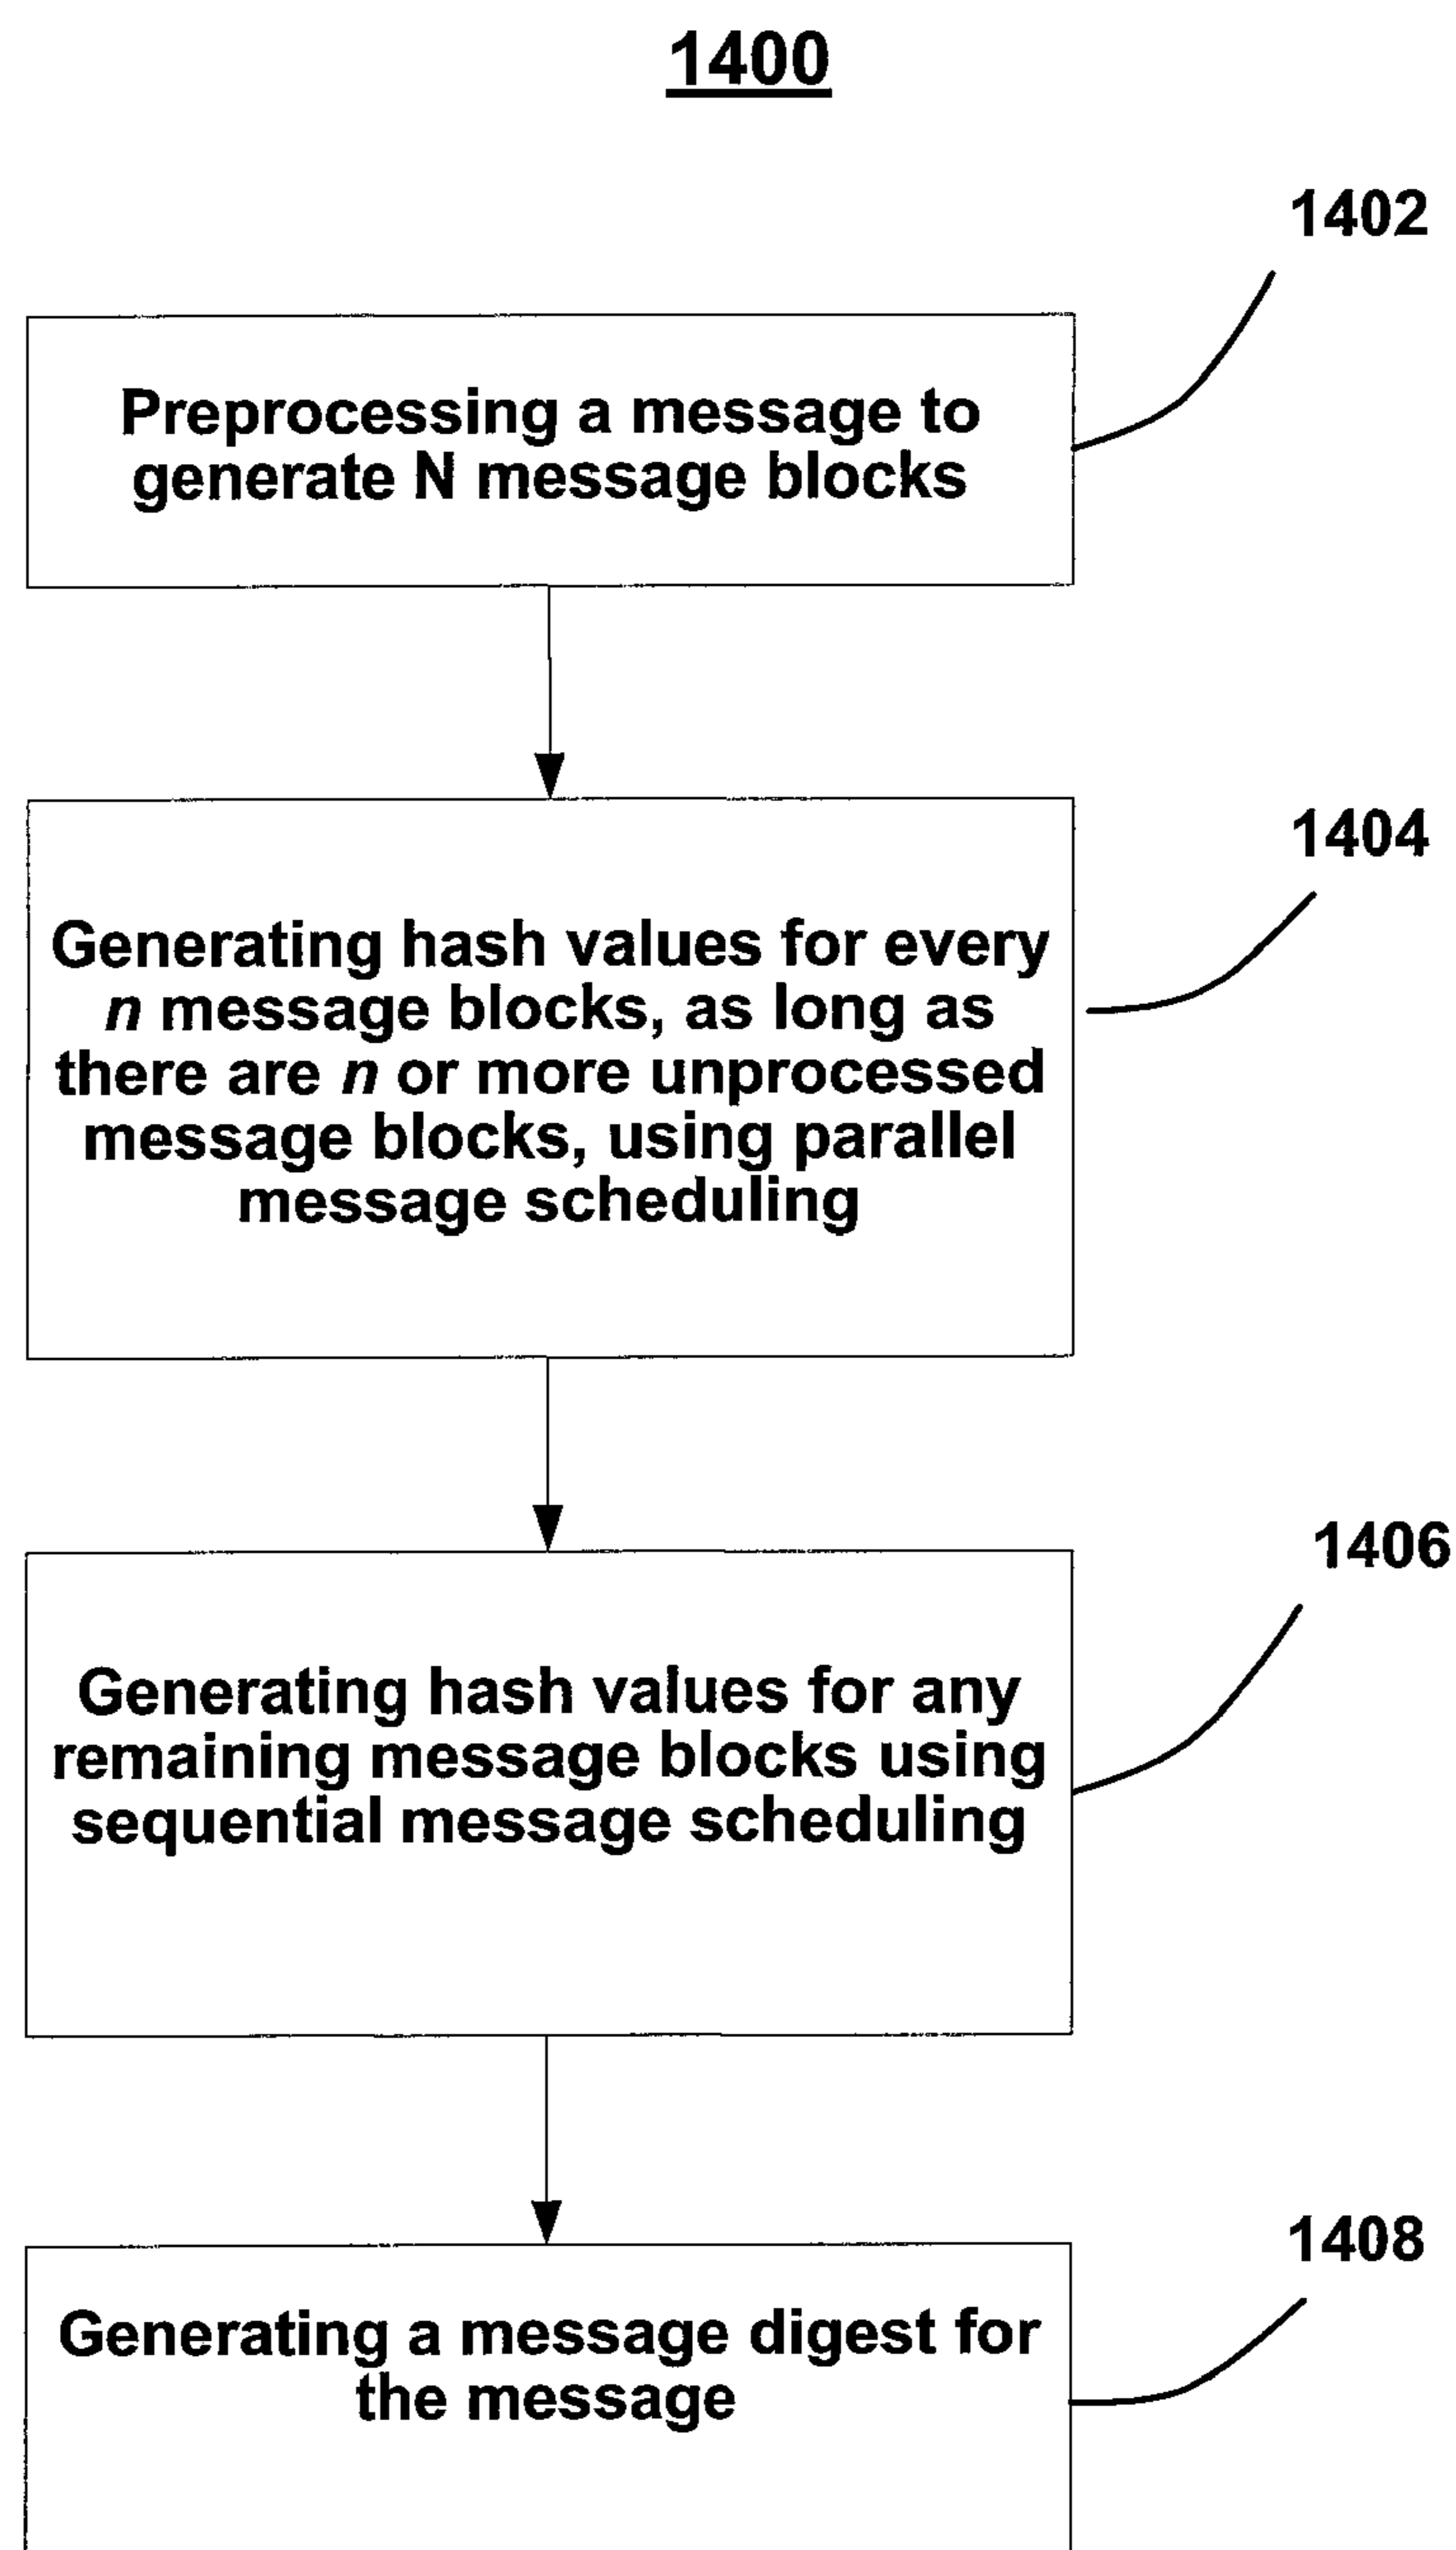 1400
1402
Preprocessing a message to
generate N message blocks
1404
Generating hash values for every
n message blocks, as long as
there are n or more unprocessed
message blocks, using parallel
message scheduling
1406
Generating hash values for any
remaining message blocks using
sequential message scheduling
1408
Generating a message digest for
the message